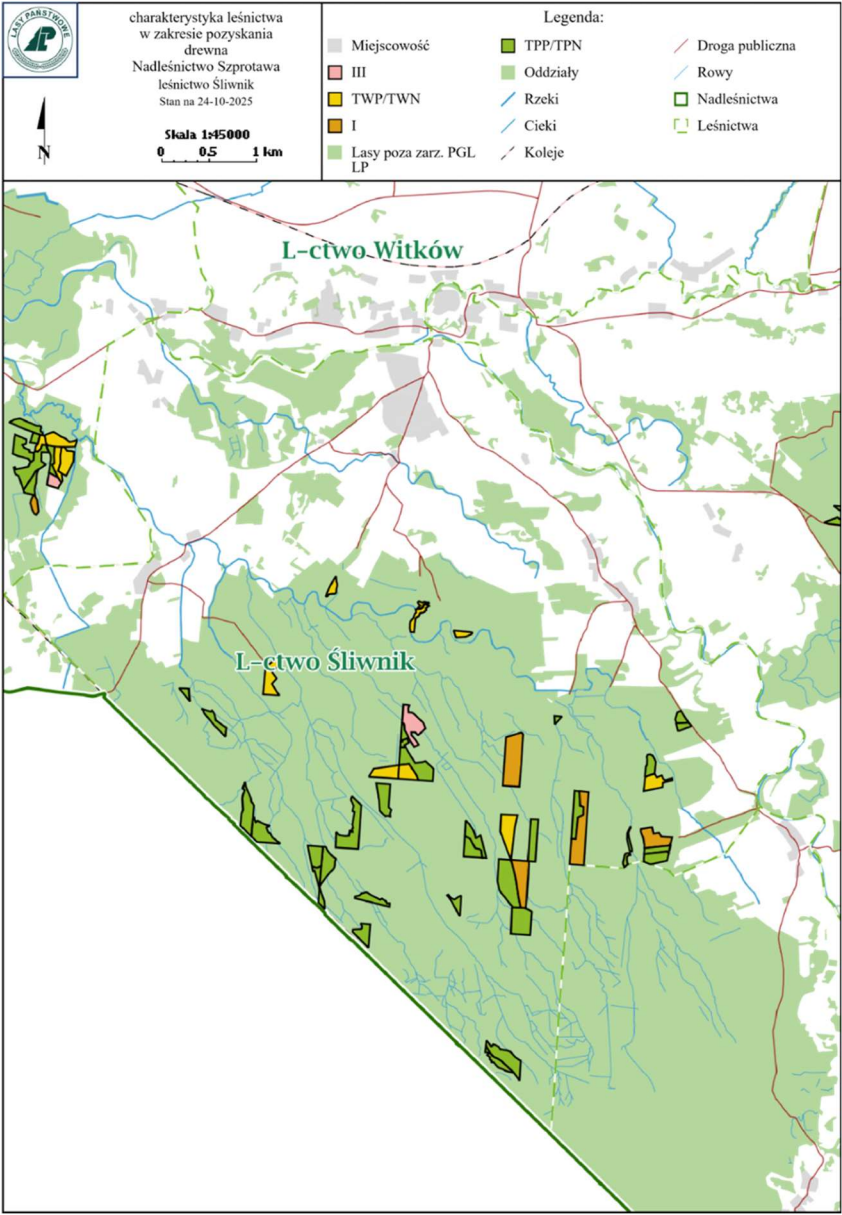 LASY PAŃSTWOWE
charakterystyka leśnictwa
w zakresie pozyskania
drewna
Nadleśnictwo Szprotawa
leśnictwo Śliwnik
Stan na 24-10-2025
Skala 1:45000
0 0.5 1 km
N
Legenda:
Miejscowość
III
TWP/TWN
I
Lasy poza zarz. PGL
LP
TPP/TPN
Oddziały
Rzeki
Cieki
Koleje
Droga publiczna
Rowy
Nadleśnictwa
Leśnictwa
L-ctwo Witków
L-ctwo Śliwnik